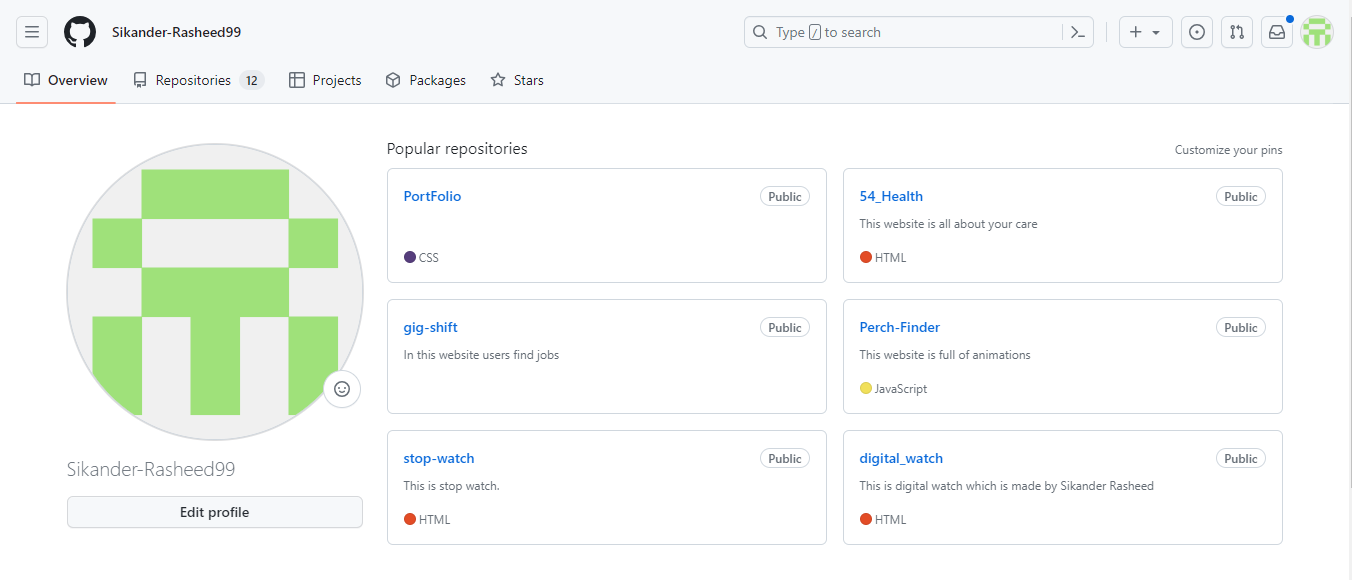 Sikander-Rasheed99
Type / to search
Overview
Repositories 12
Projects
Packages
Stars
Sikander-Rasheed99
Edit profile
Popular repositories
Customize your pins
PortFolio
Public
CSS
54_Health
Public
This website is all about your care
HTML
gig-shift
Public
In this website users find jobs
Perch-Finder
Public
This website is full of animations
JavaScript
stop-watch
Public
This is stop watch.
HTML
digital_watch
Public
This is digital watch which is made by Sikander Rasheed
HTML